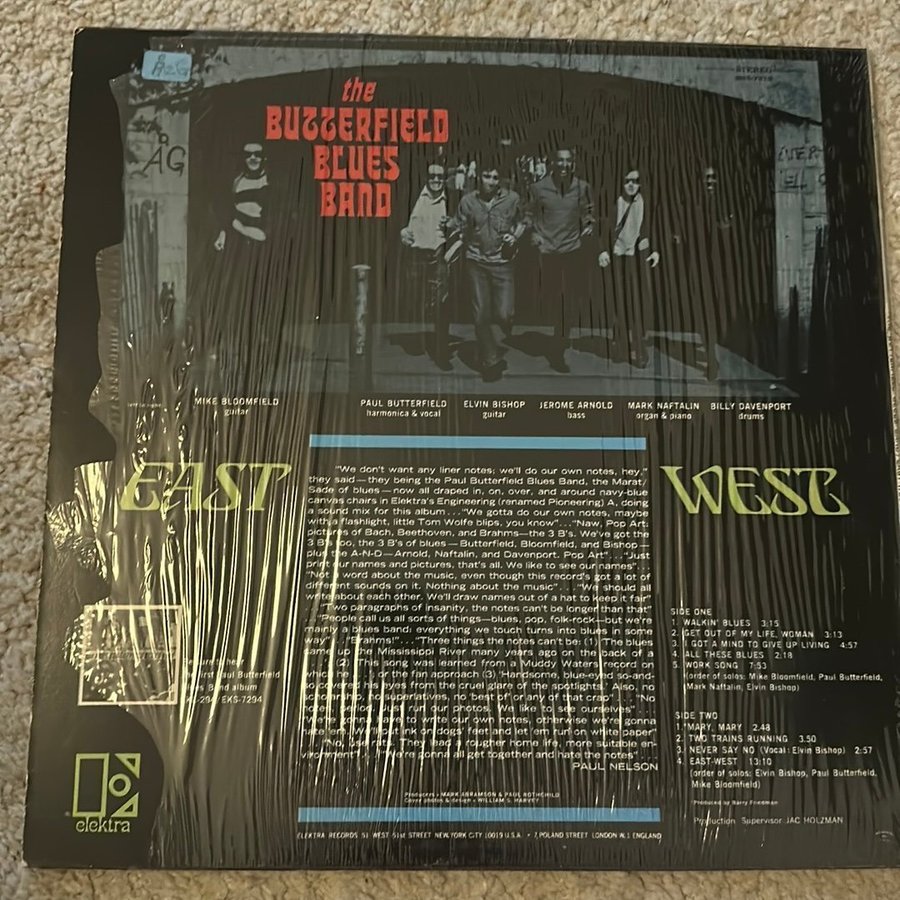 the
BUTTERFIELD
BLUES
BAND
STEREO
AG
MIKE BLOOMFIELD
guitar
PAUL BUTTERFIELD
harmonica & vocal
ELVIN BISHOP
guitar
JEROME ARNOLD
bass
MARK NAFTALIN
organ & piano
BILLY DAVENPORT
drums
EAST
WEST
"We don't want any liner notes; we'll do our own notes, hey,"
they said—they being the Paul Butterfield Blues Band, the Marat/
Sade of blues—now all draped in, on, over, and around navy-blue
canvas chairs in Elektra's Engineering (renamed Pioneering) A, doing
a sound mix for this album..."We gotta do our own notes, maybe
with a flashlight, little Tom Wolfe blips, you know"..."Naw, Pop Art:
pictures of Bach, Beethoven, and Brahms—the 3 B's. We've got the
3 B's too, the 3 B's of blues—Butterfield, Bloomfield, and Bishop—
plus the A-N-D—Arnold, Naftalin, and Davenport. Pop Art"..."Just
print our names and pictures, that's all. We like to see our names"...
"Not a word about the music, even though this record's got a lot of
different sounds on it. Nothing about the music"..."We should all
write about each other. We'll draw names out of a hat to keep it fair"
..."Two paragraphs of insanity, the notes can't be longer than that"
..."People call us all sorts of things—blues, pop, folk-rock—but we're
mainly a blues band: everything we touch turns into blues in some
way"..."Brahms!"..."Three things the notes can't be: (1) The blues
came up the Mississippi River many years ago on the back of a
(2) This song was learned from a Muddy Waters record on
which he or the fan approach (3) Handsome, blue-eyed so-and-
so covered his eyes from the cruel glare of the spotlight. Also, no
scholarship, no superlatives, no 'best of' or any of that crap"..."No
run our photos. We like to see ourselves"...
"We're gonna have to write our own notes, otherwise we're gonna
hate 'em. We'll put ink on dogs' feet and let 'em run on white paper"
..."No, use rats. They lead a rougher home life, more suitable en-
vironment"..."We're gonna all get together and hate the notes"
PAUL NELSON
Producers • MARK ABRAMSON & PAUL ROTHCHILD
Cover photos & design • WILLIAM S. HARVEY
ELEKTRA RECORDS 51 WEST 51st STREET NEW YORK CITY 10019 U.S.A. • 7, POLAND STREET LONDON W.1 ENGLAND
Be sure to hear
the first Paul Butterfield
Blues Band album
EKL-294/EKS-7294
elektra
SIDE ONE
1. WALKIN' BLUES 3:15
2. GET OUT OF MY LIFE, WOMAN 3:13
3. I GOT A MIND TO GIVE UP LIVING 4:57
4. ALL THESE BLUES 2:18
5. WORK SONG 7:53
(order of solos: Mike Bloomfield, Paul Butterfield,
Mark Naftalin, Elvin Bishop)
SIDE TWO
1. *MARY, MARY 2:48
2. TWO TRAINS RUNNING 3:50
3. NEVER SAY NO (Vocal: Elvin Bishop) 2:57
4. EAST-WEST 13:10
(order of solos: Elvin Bishop, Paul Butterfield,
Mike Bloomfield)
*Produced by Barry Friedman
Production Supervisor JAC HOLZMAN